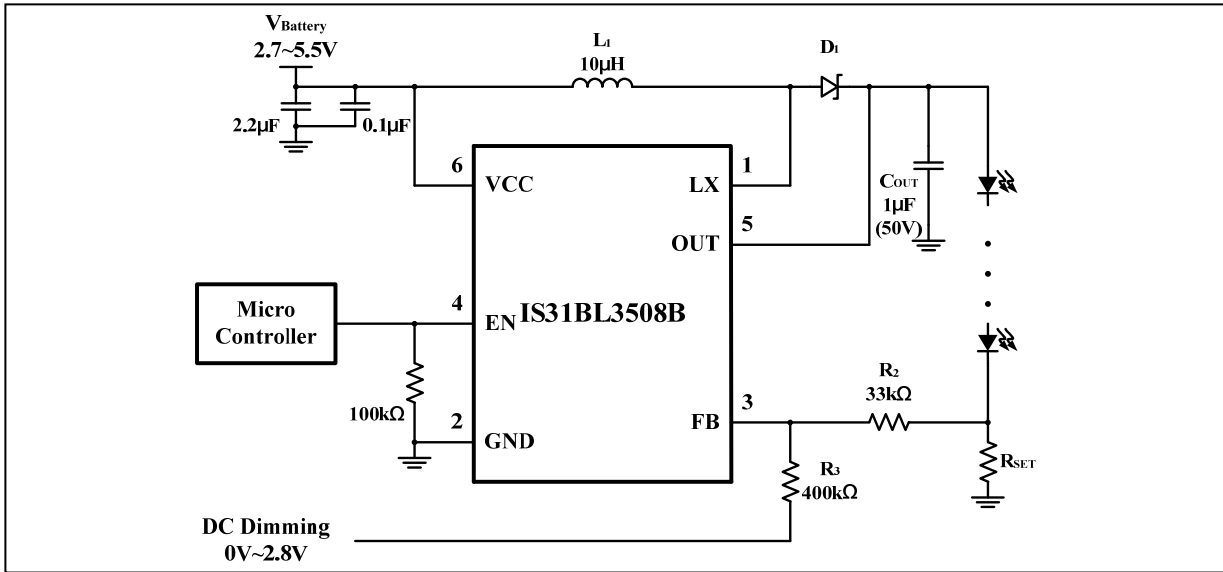 VBattery
2.7~5.5V
L1
10μH
D1
2.2μF
0.1μF
6
VCC
1
LX
COUT
1μF
(50V)
5
OUT
Micro
Controller
4
EN
IS31BL3508B
R2
33kΩ
100kΩ
2
GND
3
FB
RSET
R3
400kΩ
DC Dimming
0V~2.8V